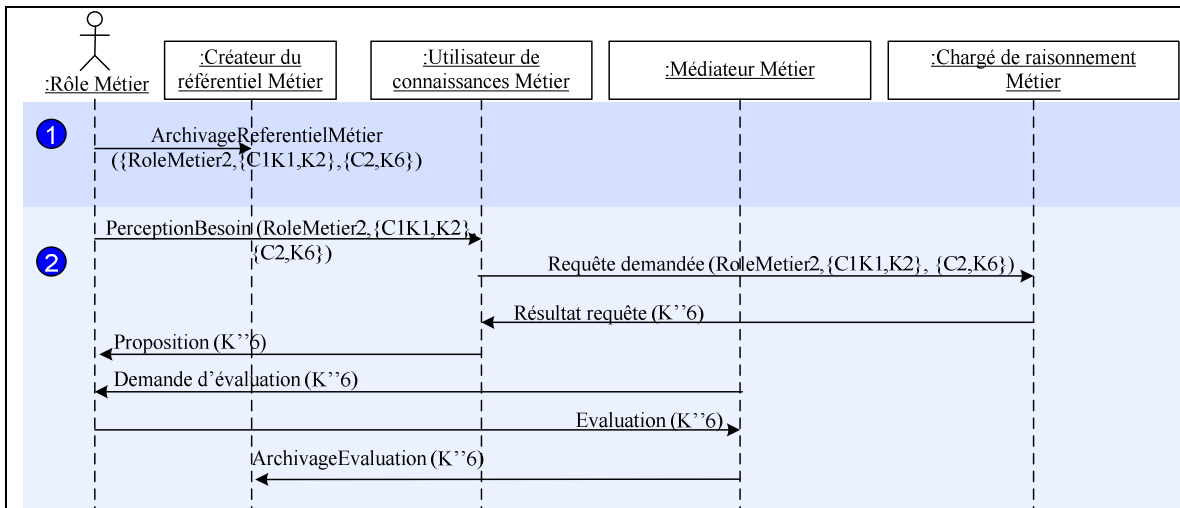 :Rôle Métier
:Créateur du
référentiel Métier
:Utilisateur de
connaissances Métier
:Médiateur Métier
:Chargé de raisonnement
Métier
1
ArchivageReferentielMétier
({RoleMetier2,{C1K1,K2},{C2,K6})
2
PerceptionBesoin (RoleMetier2,{C1K1,K2},
{C2,K6})
Requête demandée (RoleMetier2,{C1K1,K2}, {C2,K6})
Résultat requête (K’’6)
Proposition (K’’6)
Demande d’évaluation (K’’6)
Evaluation (K’’6)
ArchivageEvaluation (K’’6)